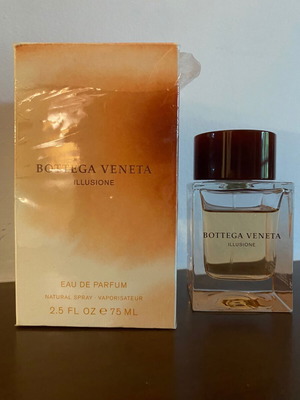 BOTTEGA VENETA
ILLUSIONE
EAU DE PARFUM
NATURAL SPRAY · VAPORISATEUR
2.5 FL OZ ℮ 75 ML
BOTTEGA VENETA
ILLUSIONE